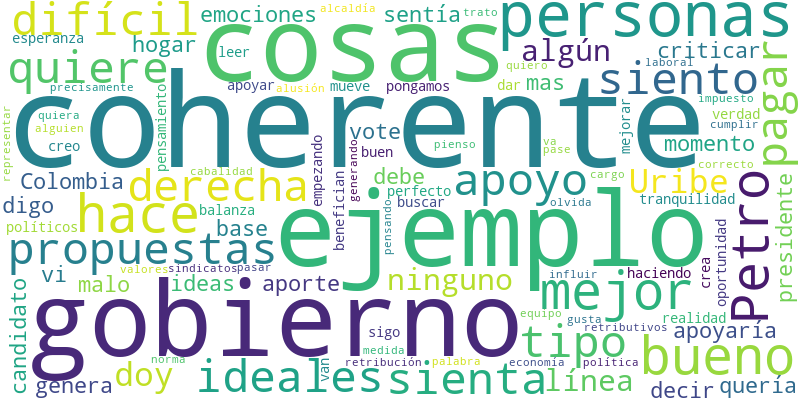 difícil
emociones
alcaldía
sentía
trato
personas
esperanza
hogar
leer
cosas
algún
criticar
quiere
precisamente
apoyar
mueve
pongamos
quiero
dar
mas
siento
laboral
impuesto
pagar
representar
quiera
alguien
creo
pensamiento
coherente
vote
buen
pienso
va
pase
mejorar
verdad
cumplir
momento
correcto
Colombia
derecha
caballidad
empezando
benefician
generando
debe
perfecto
apoyo
cargo
Uribe
tranquilidad
digo
políticos
hace
balanza
base
pensando
buscar
ejemplo
olvida
Petro
crea
oportunidad
presidente
propuestas
vi
malo
valores
sindicatos
pasar
ideas
aporte
ninguno
influir
mejor
haciendo
candidato
genera
gobierno
norma
doy
ideales
sigo
retribución
medida
van
sienta
equipo
gusta
palabra
economía
tipo
retributivos
política
línea
realidad
apoyaría
bueno
decir
quería